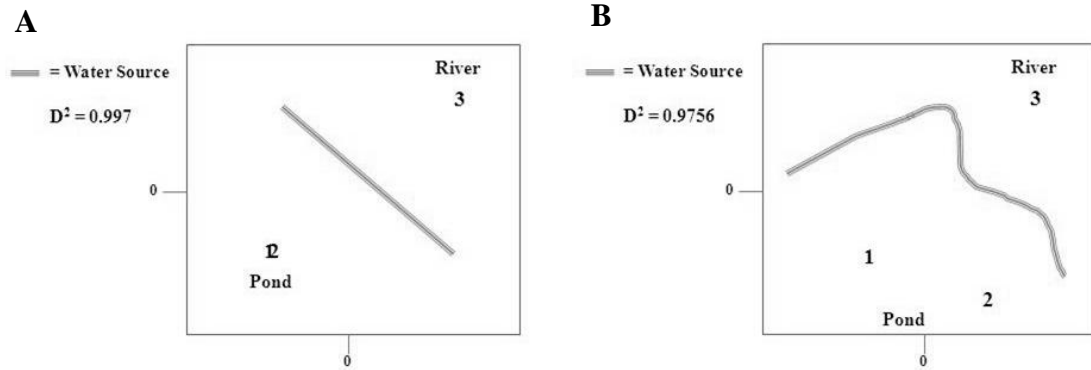 A
= Water Source
D² = 0.997
River
3
0
12
Pond
0
B
= Water Source
D² = 0.9756
River
3
0
1
2
Pond
0